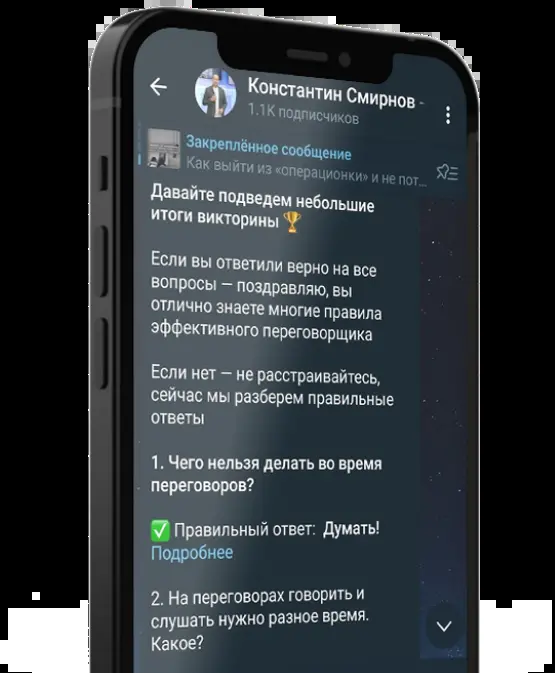 Константин Смирнов -
1.1K подписчиков
Закреплённое сообщение
Как выйти из «операционки» и не пот...
Давайте подведем небольшие
итоги викторины 🏆
Если вы ответили верно на все
вопросы — поздравляю, вы
отлично знаете многие правила
эффективного переговорщика
Если нет — не расстраивайтесь,
сейчас мы разберем правильные
ответы
1. Чего нельзя делать во время
переговоров?
✅ Правильный ответ: Думать!
Подробнее
2. На переговорах говорить и
слушать нужно разное время.
Какое?